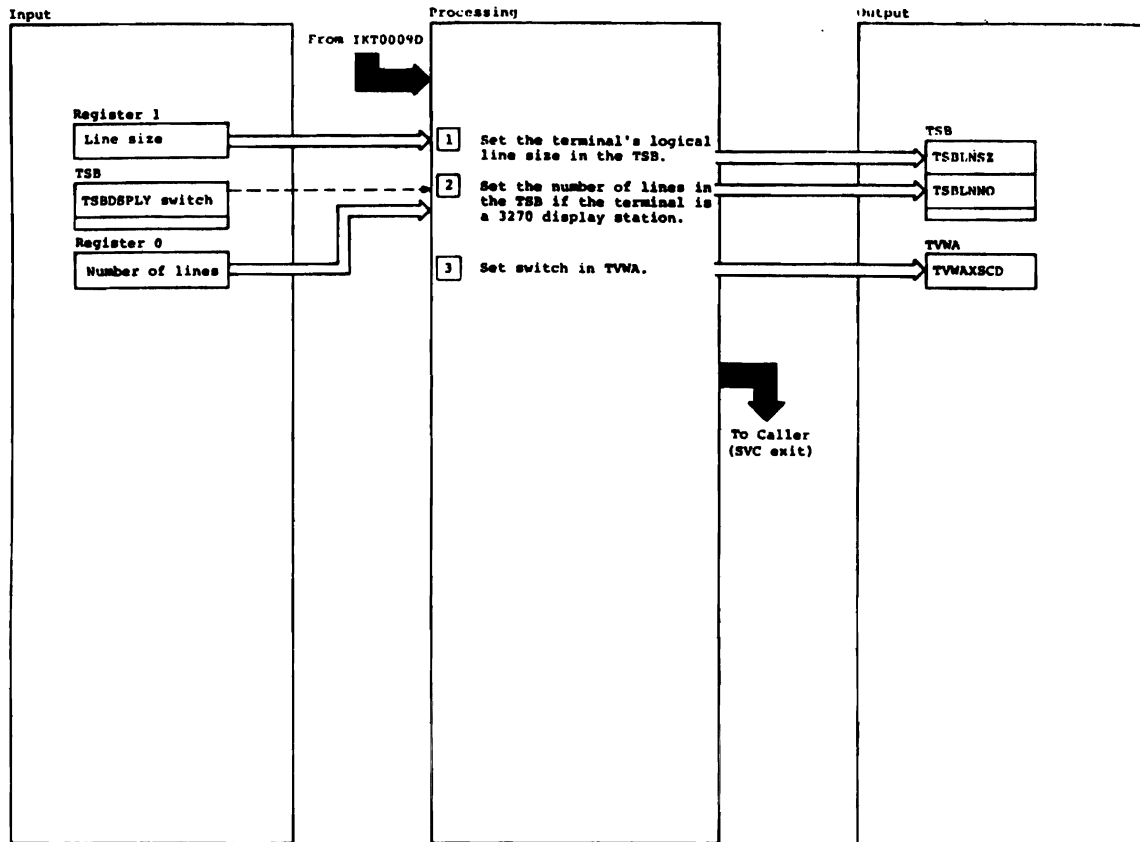 Input
Processing
Output
From IKT0009D
Register 1
Line size
TSB
TSBDSPLY switch
Register 0
Number of lines
1 Set the terminal's logical
line size in the TSB.
2 Set the number of lines in
the TSB if the terminal is
a 3270 display station.
3 Set switch in TVWA.
TSB
TSBLNSZ
TSBLNNO
TVWA
TVWAXSCD
To Caller
(SVC exit)